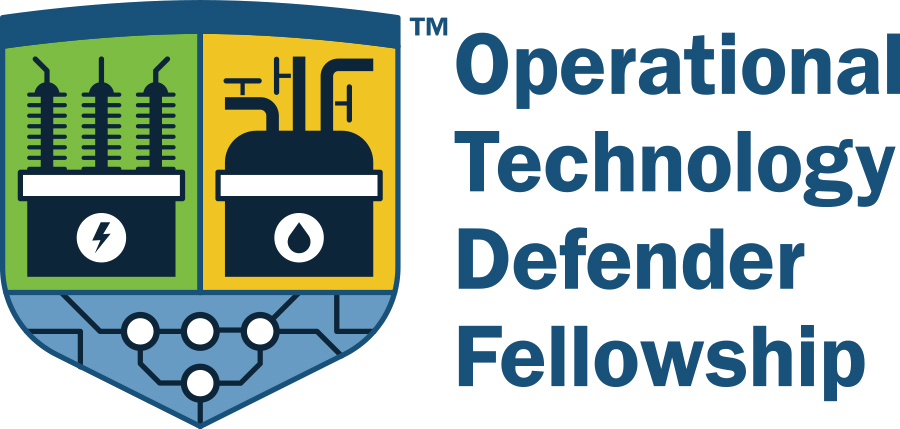 ™
Operational
Technology
Defender
Fellowship